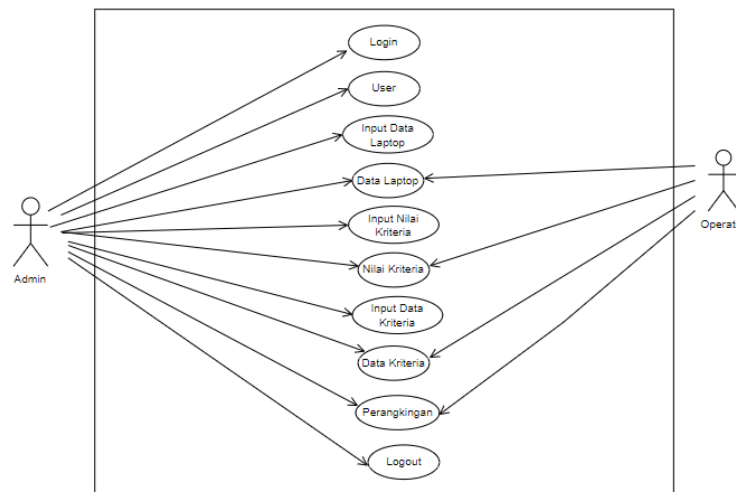 Login
User
Input Data
Laptop
Data Laptop
Input Nilai
Kriteria
Nilai Kriteria
Input Data
Kriteria
Data Kriteria
Perangkingan
Logout
Admin
Operat